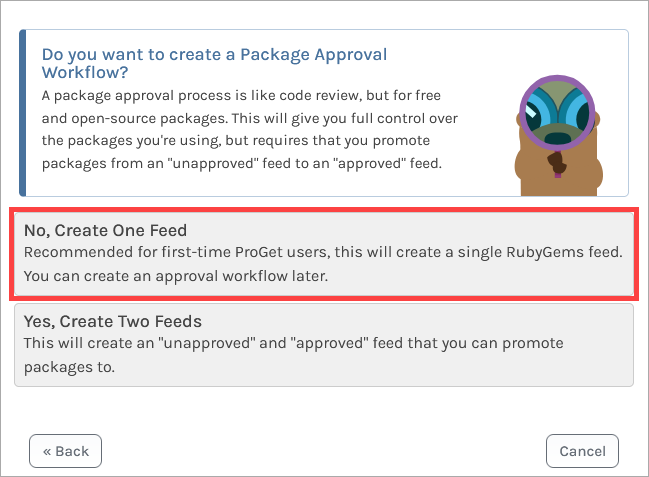 Do you want to create a Package Approval
Workflow?
A package approval process is like code review, but for free
and open-source packages. This will give you full control over
the packages you're using, but requires that you promote
packages from an "unapproved" feed to an "approved" feed.
No, Create One Feed
Recommended for first-time ProGet users, this will create a single RubyGems feed.
You can create an approval workflow later.
Yes, Create Two Feeds
This will create an "unapproved" and "approved" feed that you can promote
packages to.
« Back
Cancel